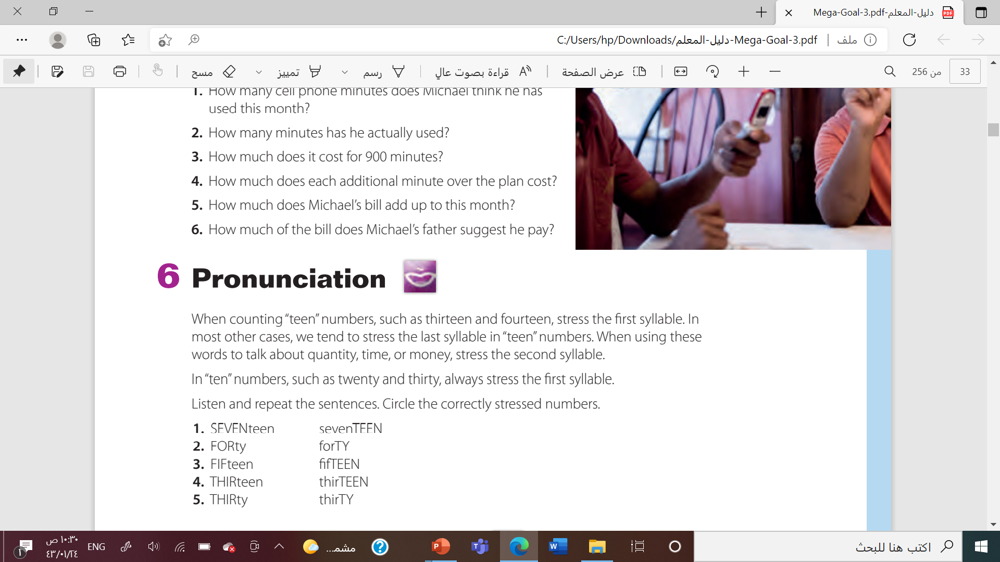 دليل-المعلم-Mega-Goal-3.pdf
ملف
C:/Users/hp/Downloads/دليل-المعلم-Mega-Goal-3.pdf
33
من 256
عرض الصفحة
قراءة بصوت عالٍ
رسم
تمييز
مسح
1. How many cell phone minutes does Michael think he has
used this month?
2. How many minutes has he actually used?
3. How much does it cost for 900 minutes?
4. How much does each additional minute over the plan cost?
5. How much does Michael's bill add up to this month?
6. How much of the bill does Michael's father suggest he pay?
6 Pronunciation
When counting “teen” numbers, such as thirteen and fourteen, stress the first syllable. In
most other cases, we tend to stress the last syllable in “teen” numbers. When using these
words to talk about quantity, time, or money, stress the second syllable.
In “ten” numbers, such as twenty and thirty, always stress the first syllable.
Listen and repeat the sentences. Circle the correctly stressed numbers.
1. SEVENteen sevenTEEN
2. FORty forTY
3. FIFteen fifTEEN
4. THIRteen thirTEEN
5. THIRty thirTY
اكتب هنا للبحث
مشمـ...
ENG
١٠:٣٠ ص
٤٣/٠١/٢٤
١